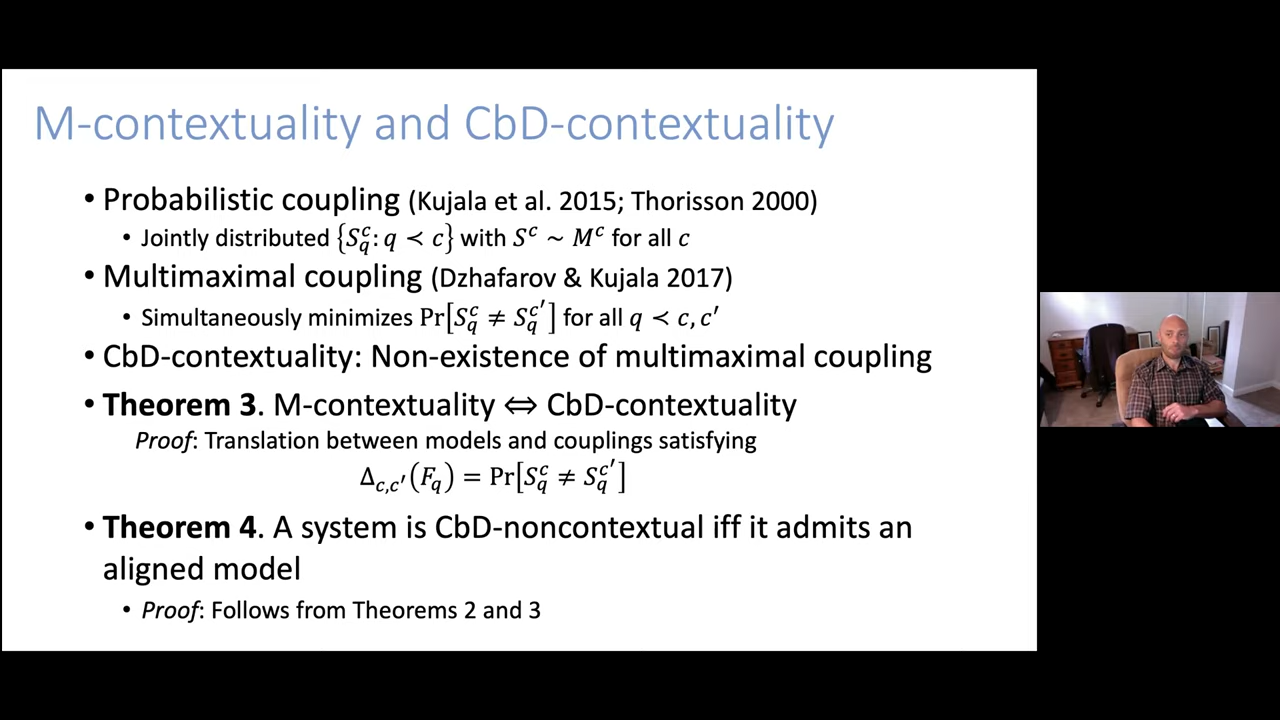 M-contextuality and CbD-contextuality
• Probabilistic coupling (Kujala et al. 2015; Thorisson 2000)
• Jointly distributed {S_q^c: q ≺ c} with S^c ~ M^c for all c
• Multimaximal coupling (Dzhafarov & Kujala 2017)
• Simultaneously minimizes Pr[S_q^c ≠ S_q^c′] for all q ≺ c, c′
• CbD-contextuality: Non-existence of multimaximal coupling
• Theorem 3. M-contextuality ⇔ CbD-contextuality
Proof: Translation between models and couplings satisfying
Δ_c,c′(F_q) = Pr[S_q^c ≠ S_q^c′]
• Theorem 4. A system is CbD-noncontextual iff it admits an
aligned model
• Proof: Follows from Theorems 2 and 3